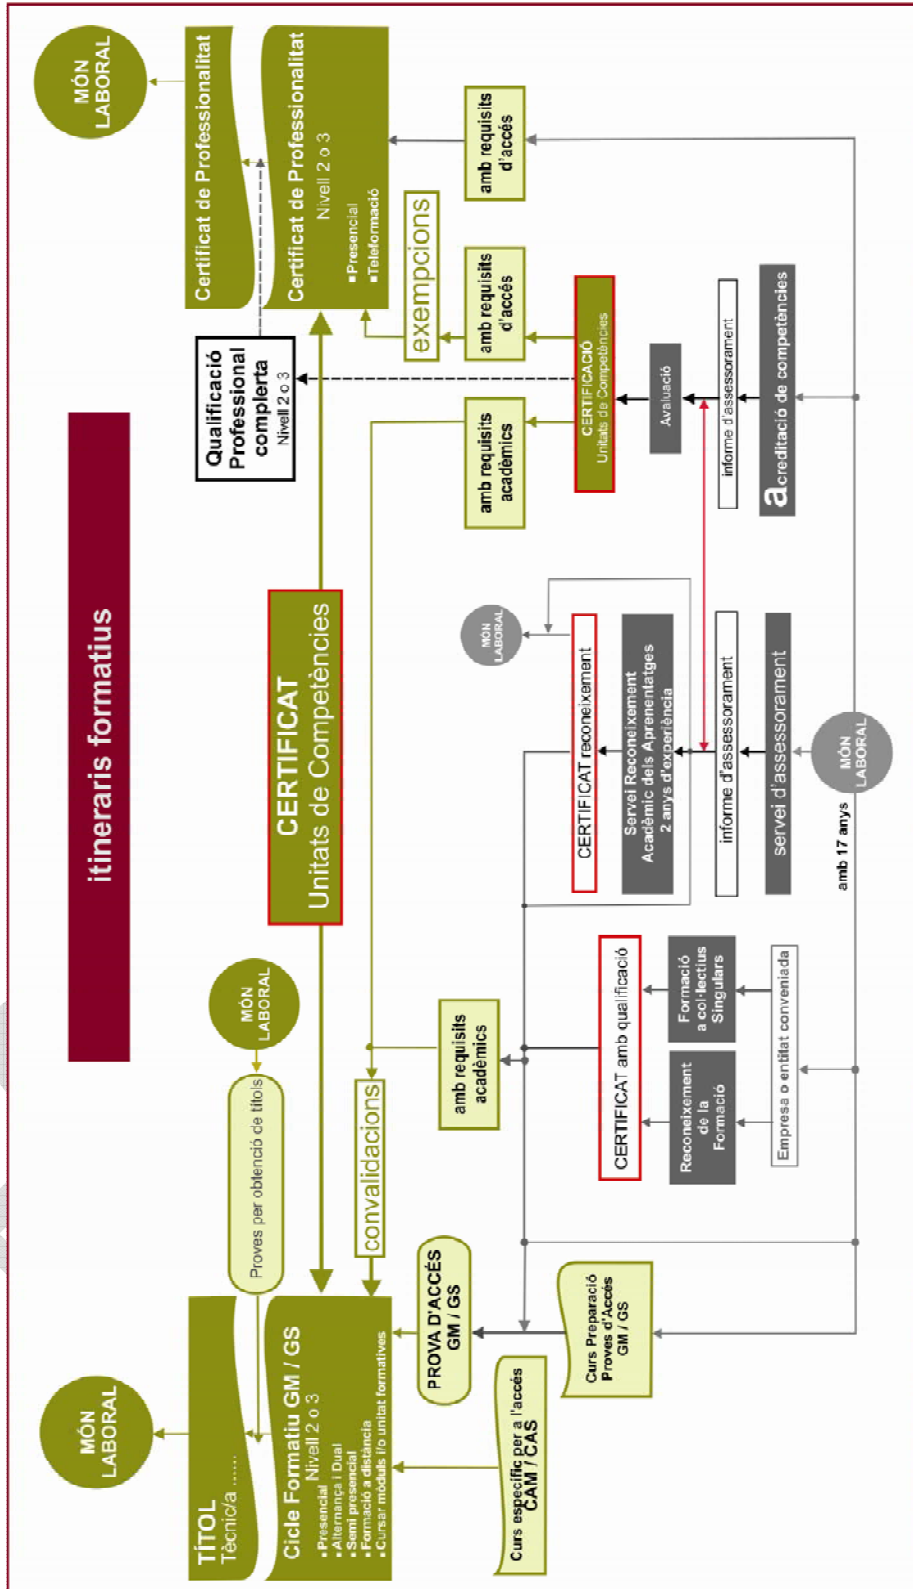 itineraris formatius
MÓN
LABORAL
TÍTOL
Tècnic/a ......
Cicle Formatiu GM / GS
Nivell 2 o 3
▪Presencial
▪Alternança i Dual
▪Semi presencial
▪Formació a distància
▪Cursar mòduls i/o unitat formatives
Proves per obtenció de títols
MÓN
LABORAL
CERTIFICAT
Unitats de Competències
Qualificació
Professional
complerta
Nivell 2 o 3
MÓN
LABORAL
Certificat de Professionalitat
Certificat de Professionalitat
Nivell 2 o 3
▪Presencial
▪Teleformació
convalidacions
exempcions
Curs específic per a l'accés
CAM / CAS
PROVA D'ACCÉS
GM / GS
amb requisits
acadèmics
amb requisits
acadèmics
amb requisits
d'accés
amb requisits
d'accés
Curs Preparació
Proves d'Accés
GM / GS
CERTIFICAT amb qualificació
Reconeixement
de la
Formació
Formació
a col·lectius
Singulars
Empresa o entitat conveniada
MÓN
LABORAL
CERTIFICAT reconeixement
Servei Reconeixement
Acadèmic dels Aprenentatges
2 anys d'experiència
informe d'assessorament
servei d'assessorament
CERTIFICACIÓ
Unitats de Competències
Avaluació
informe d'assessorament
acreditació de competències
amb 17 anys
MÓN
LABORAL